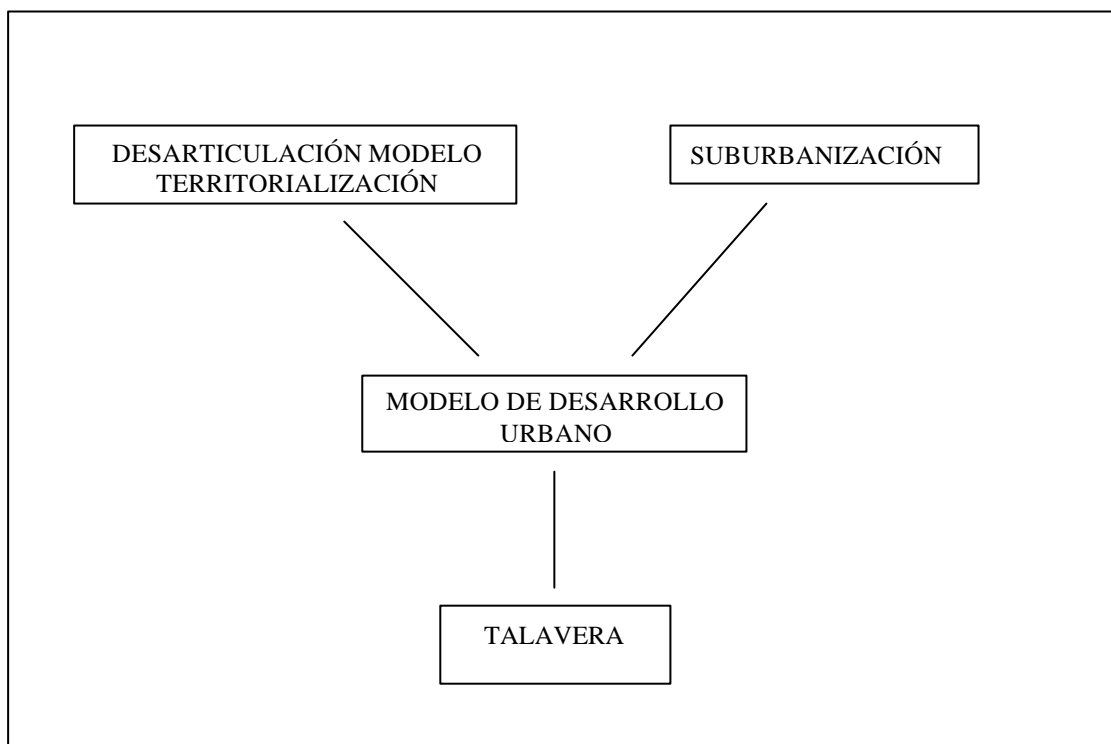 DESARTICULACIÓN MODELO
TERRITORIALIZACIÓN
SUBURBANIZACIÓN
MODELO DE DESARROLLO
URBANO
TALAVERA